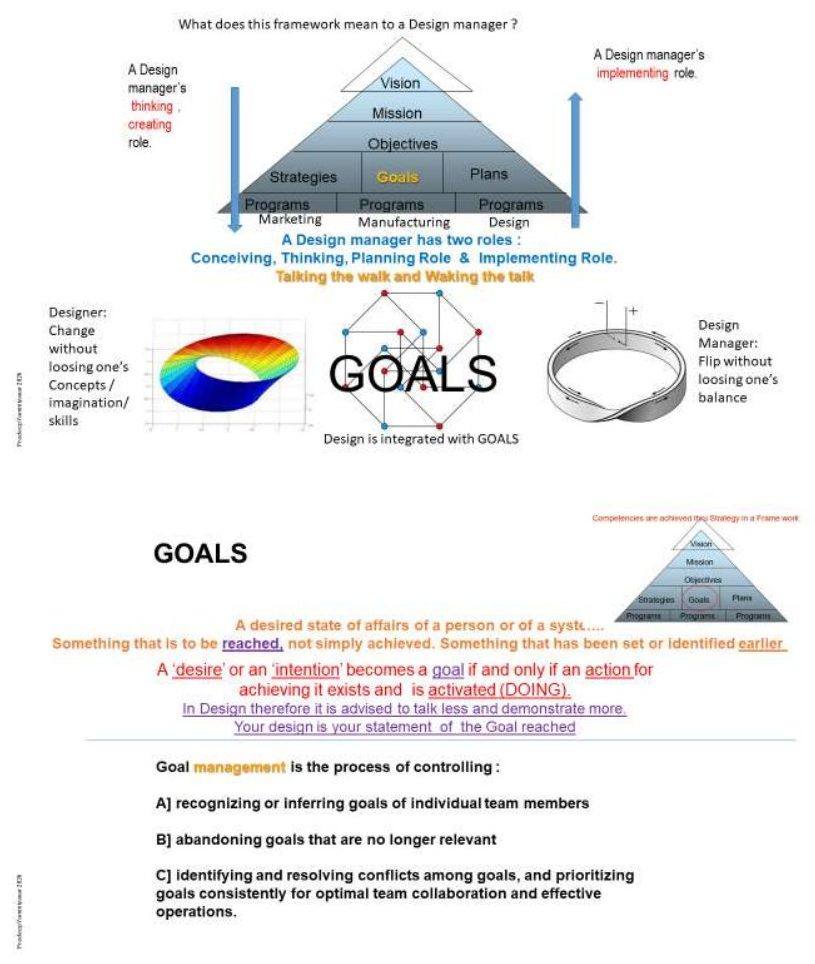 What does this framework mean to a Design manager ?
A Design
manager's
thinking ,
creating
role.
A Design manager's
implementing role.
Vision
Mission
Objectives
Strategies
Goals
Plans
Programs
Programs
Programs
Marketing
Manufacturing
Design
A Design manager has two roles :
Conceiving, Thinking, Planning Role & Implementing Role.
Talking the walk and Waking the talk
Designer:
Change
without
loosing one's
Concepts /
imagination/
skills
GOALS
Design is integrated with GOALS
Design
Manager:
Flip without
loosing one's
balance
− +
GOALS
Competencies are achieved thru Strategy in a Frame work
Vision
Mission
Objectives
Strategies
Goals
Plans
Programs
Programs
Programs
A desired state of affairs of a person or of a syste….
Something that is to be reached, not simply achieved. Something that has been set or identified earlier
A 'desire' or an 'intention' becomes a goal if and only if an action for
achieving it exists and is activated (DOING).
In Design therefore it is advised to talk less and demonstrate more.
Your design is your statement of the Goal reached
Goal management is the process of controlling :
A] recognizing or inferring goals of individual team members
B] abandoning goals that are no longer relevant
C] identifying and resolving conflicts among goals, and prioritizing
goals consistently for optimal team collaboration and effective
operations.